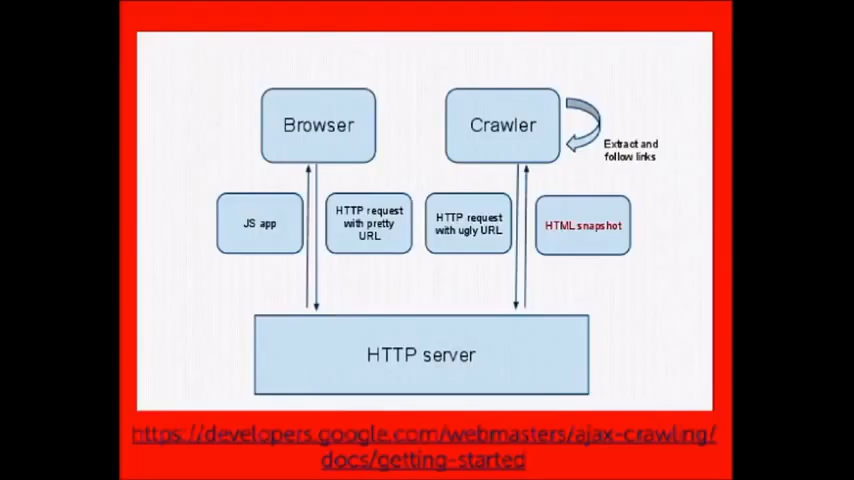 Browser
Crawler
Extract and
follow links
JS app
HTTP request
with pretty
URL
HTTP request
with ugly URL
HTML snapshot
HTTP server
https://developers.google.com/webmasters/ajax-crawling/
docs/getting-started